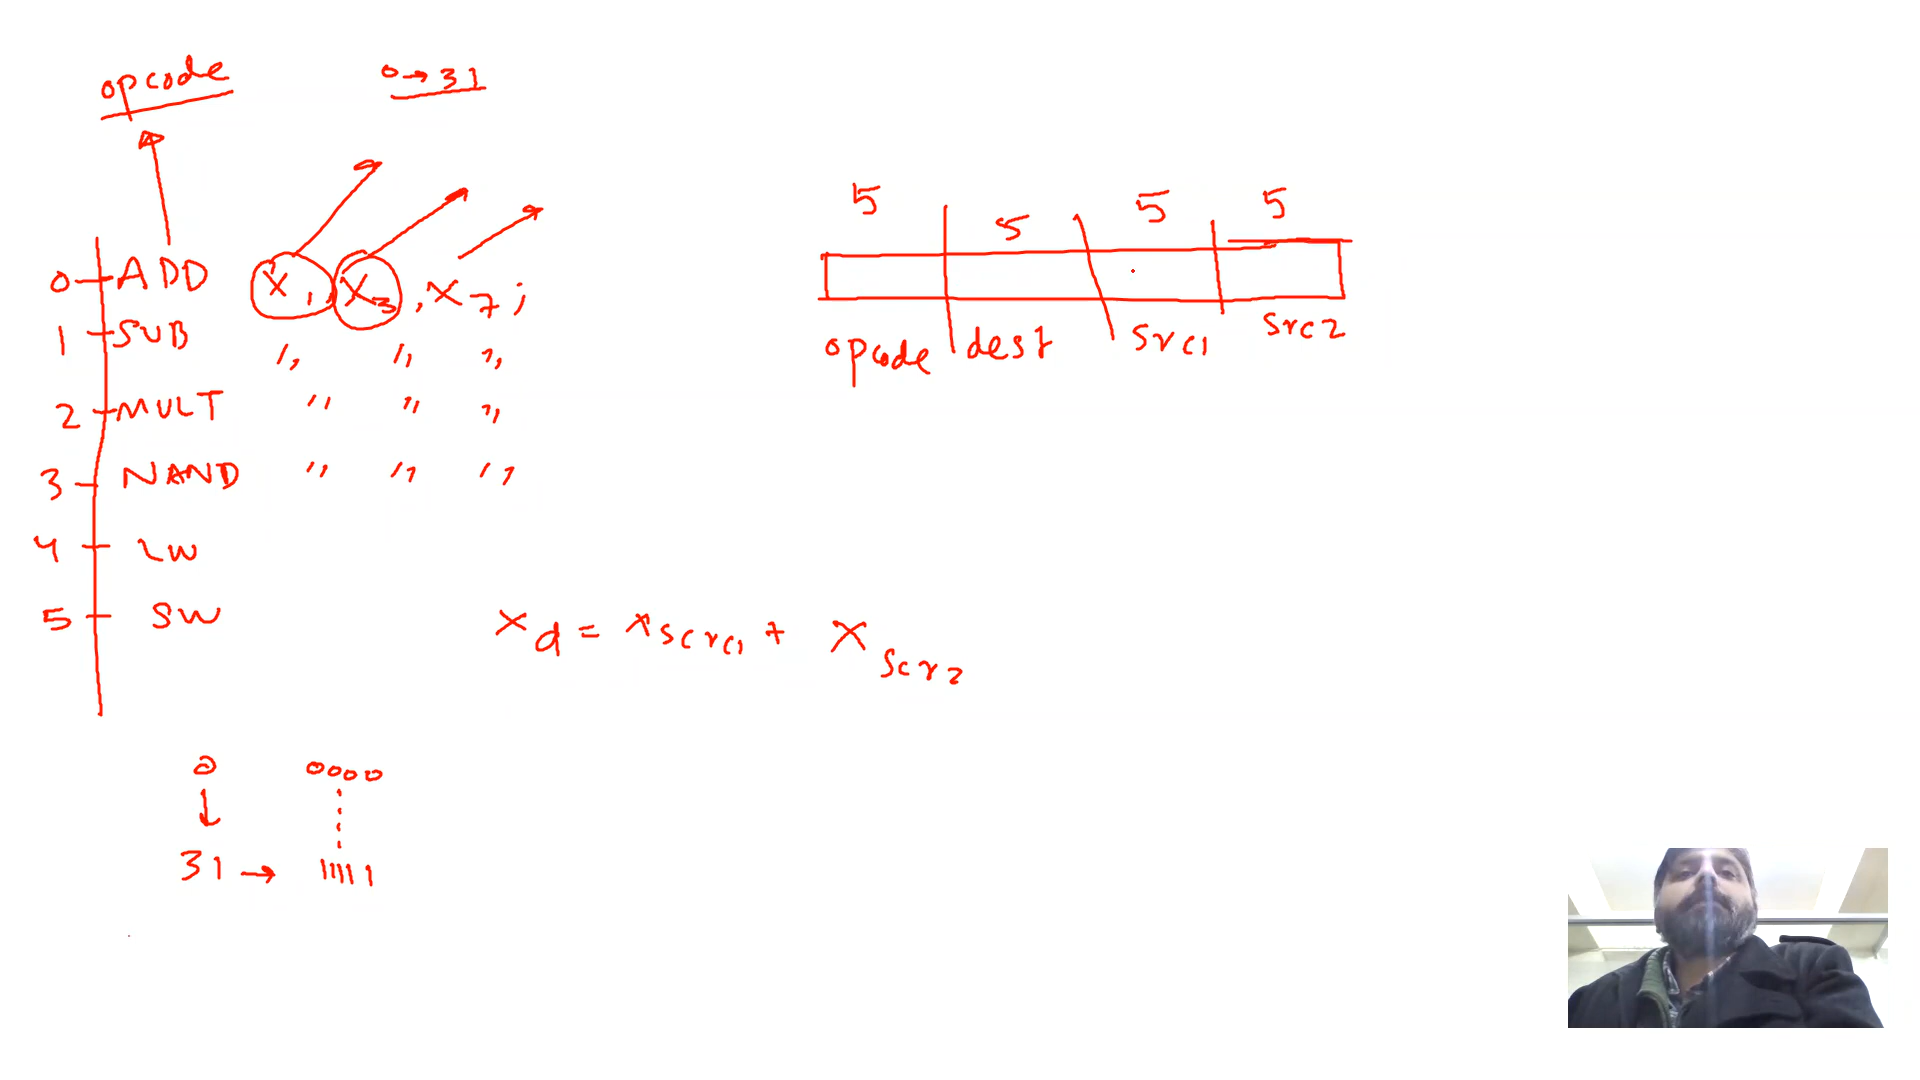 opcode 0→31
5 5 5 5
0 ADD X1, X3, X7;
opcode dest src1 src2
1 SUB " " "
2 MULT " " "
3 NAND " " "
4 LW
5 SW
Xd = Xscrc1 + Xscr2
0 0000
↓
31 → 11111